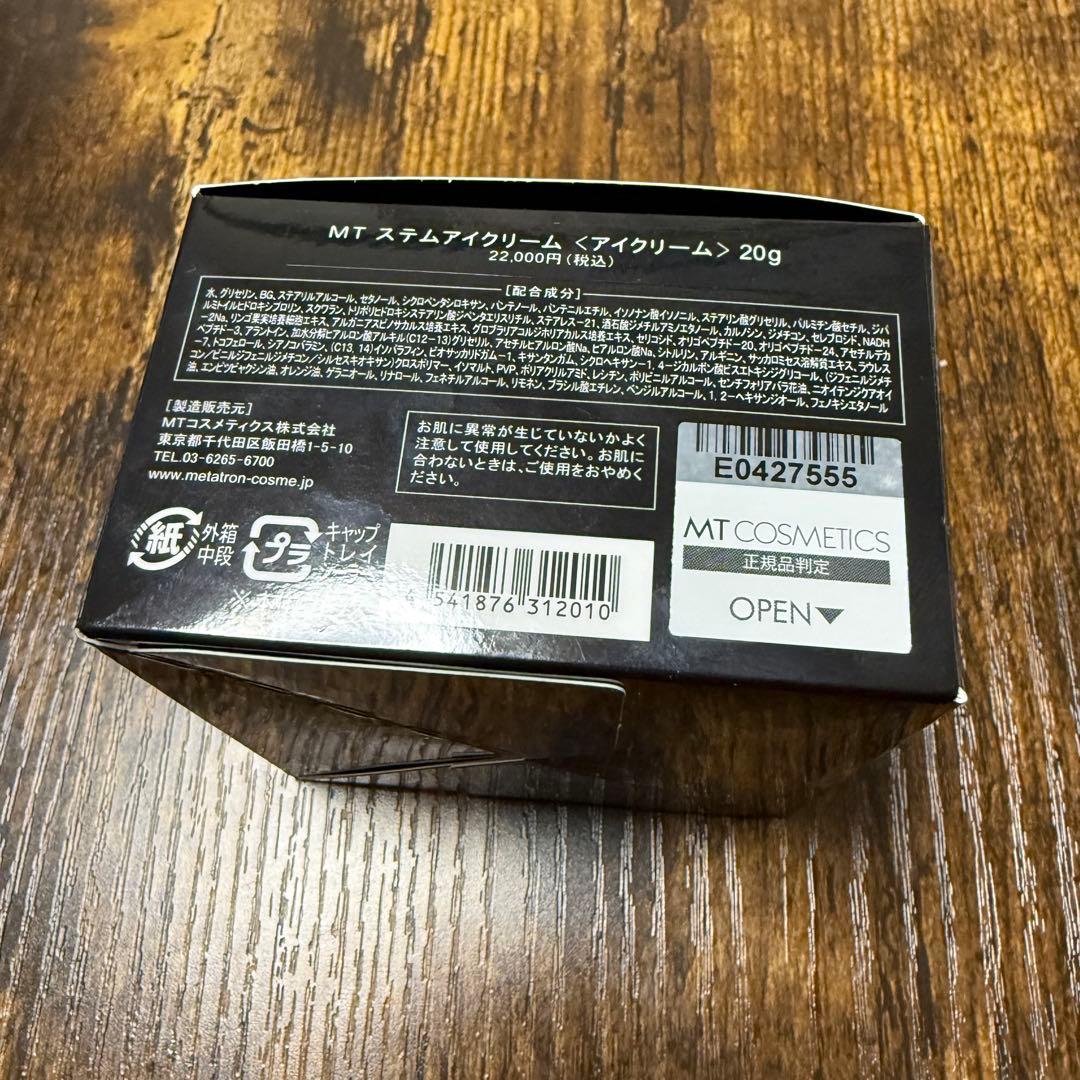 MT ステムアイクリーム 〈アイクリーム〉 20g
22,000円(税込)
[配合成分]
水、グリセリン、BG、ステアリルアルコール、セタノール、シクロペンタシロキサン、パンテノール、パンテニルエチル、イソノナン酸イソノニル、ステアリン酸グリセリル、パルミチン酸セチル、ジパ
ルミトイルヒドロキシプロリン、スクワラン、トリポリヒドロキシステアリン酸ジペンタエリスリチル、ステアレス-21、酒石酸ジメチルアミノエタノール、カルノシン、ジメチコン、セレブロシド、NADH
-2Na、リンゴ果実培養細胞エキス、アルガニアスピノサカルス培養エキス、グロブラリアコルジホリアカルス培養エキス、セリコシド、オリゴペプチド-20、オリゴペプチド-24、アセチルデカ
ペプチド-3、アラントイン、加水分解ヒアルロン酸アルキル(C12-13)グリセリル、アセチルヒアルロン酸Na、ヒアルロン酸Na、シトルリン、アルギニン、サッカロミセス溶解質エキス、ラウレス
-7、トコフェロール、シアノコバラミン、(C13, 14)イソパラフィン、ビオサッカリドガム-1、キサンタンガム、シクロヘキサン-1, 4-ジカルボン酸ビスエトキシジグリコール、(ジフェニルジメチ
コン/ビニルジフェニルジメチコン/シルセスキオキサン)クロスポリマー、イソマルト、PVP、ポリアクリルアミド、レシチン、ポリビニルアルコール、センチフォリアバラ花油、ニオイテンジクアオイ
油、エンピツビャクシン油、オレンジ油、ゲラニオール、リナロール、フェネチルアルコール、リモネン、ブラシル酸エチレン、ベンジルアルコール、1, 2-ヘキサンジオール、フェノキシエタノール
[製造販売元]
MTコスメティクス株式会社
東京都千代田区飯田橋1-5-10
TEL.03-6265-6700
www.metatron-cosme.jp
お肌に異常が生じていないかよく
注意して使用してください。お肌に
合わないときは、ご使用をおやめく
ださい。
紙
外箱
中段
プラ
キャップ
トレイ
4 541876 312010
E0427555
MT COSMETICS
正規品判定
OPEN▼